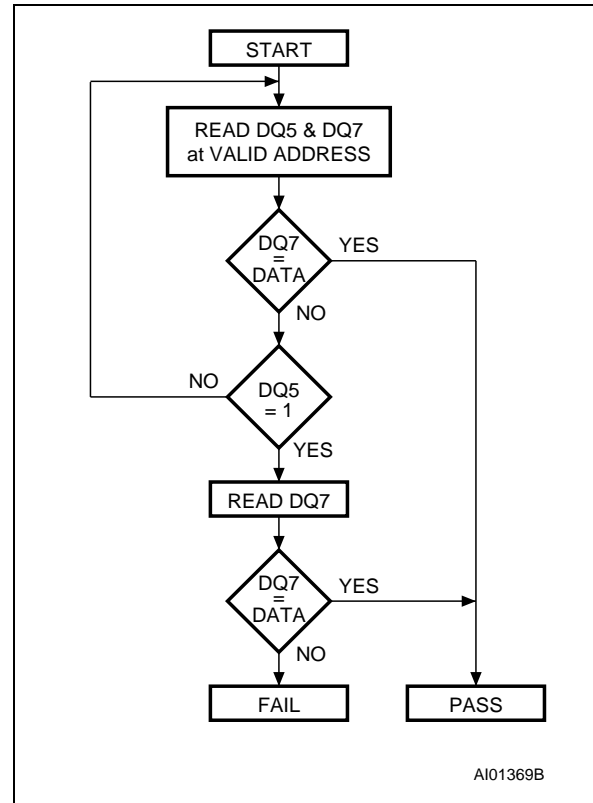 START
READ DQ5 & DQ7
at VALID ADDRESS
DQ7
=
DATA
YES
NO
NO
DQ5
= 1
YES
READ DQ7
DQ7
=
DATA
YES
NO
FAIL
PASS
AI01369B